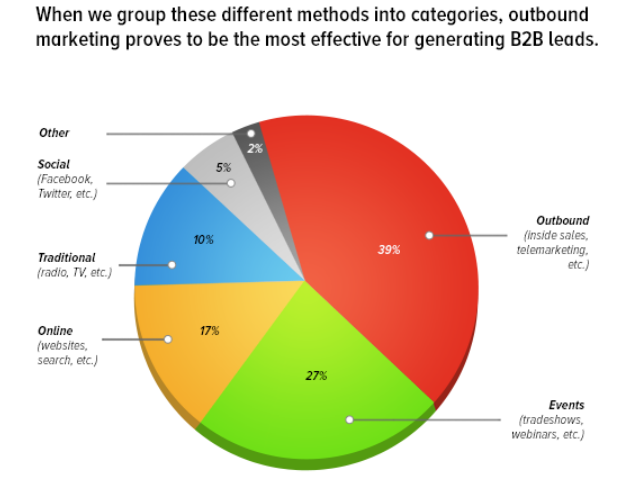 When we group these different methods into categories, outbound
marketing proves to be the most effective for generating B2B leads.
Other
2%
Social
(Facebook,
Twitter, etc.)
5%
Outbound
(inside sales,
telemarketing,
etc.)
39%
Traditional
(radio, TV, etc.)
10%
Online
(websites,
search, etc.)
17%
27%
Events
(tradeshows,
webinars, etc.)